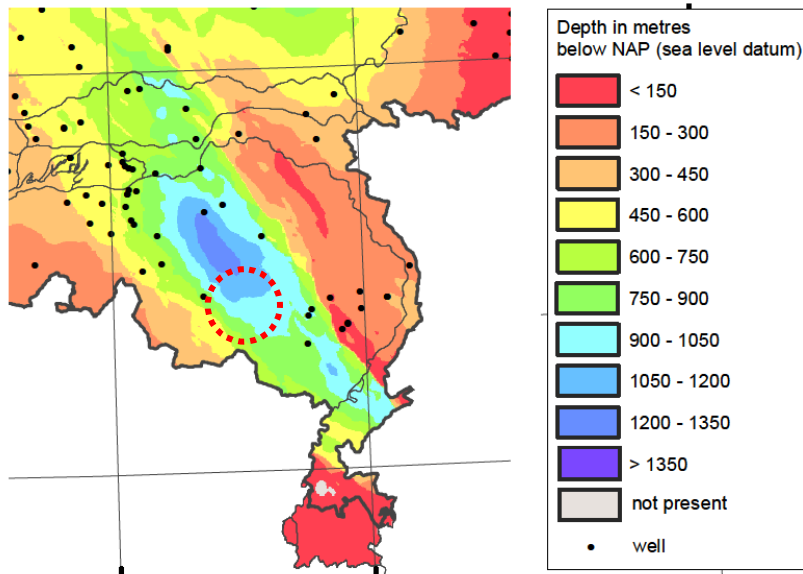 Depth in metres
below NAP (sea level datum)
< 150
150 - 300
300 - 450
450 - 600
600 - 750
750 - 900
900 - 1050
1050 - 1200
1200 - 1350
> 1350
not present
well